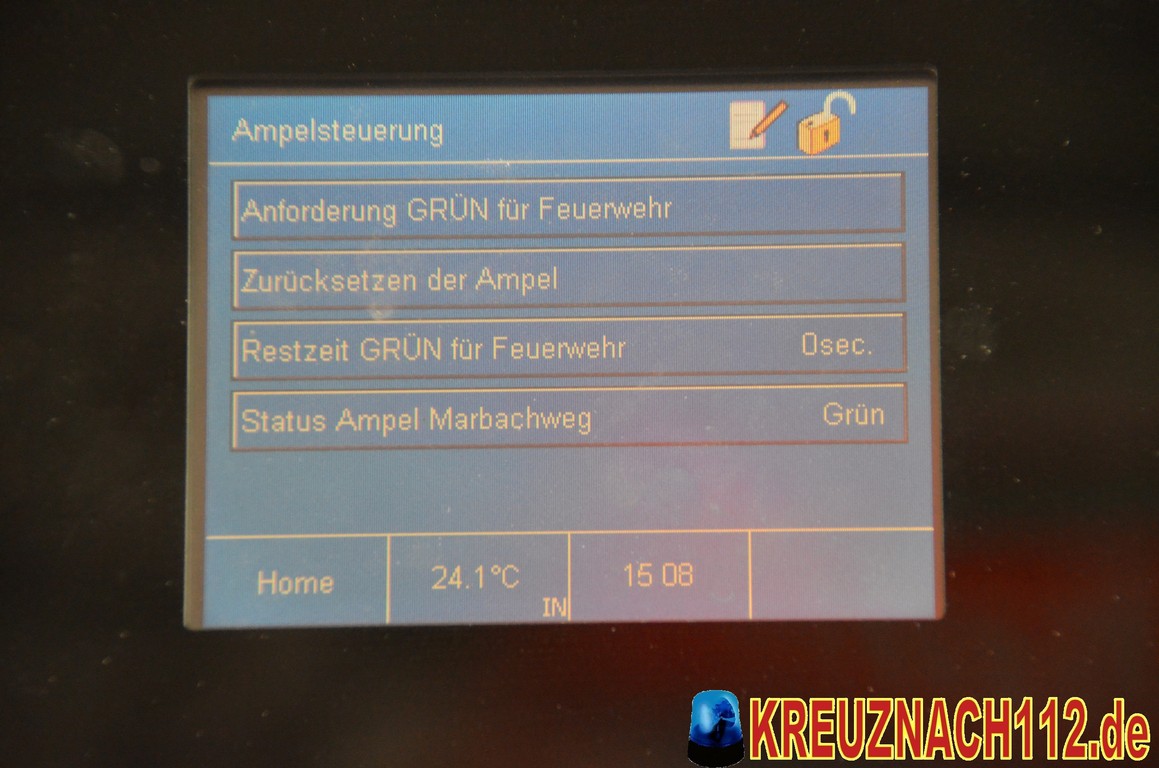 Ampelsteuerung
Anforderung GRÜN für Feuerwehr
Zurücksetzen der Ampel
Restzeit GRÜN für Feuerwehr 0sec.
Status Ampel Marbachweg Grün
Home 24.1°C IN 15 08
KREUZNACH112.de